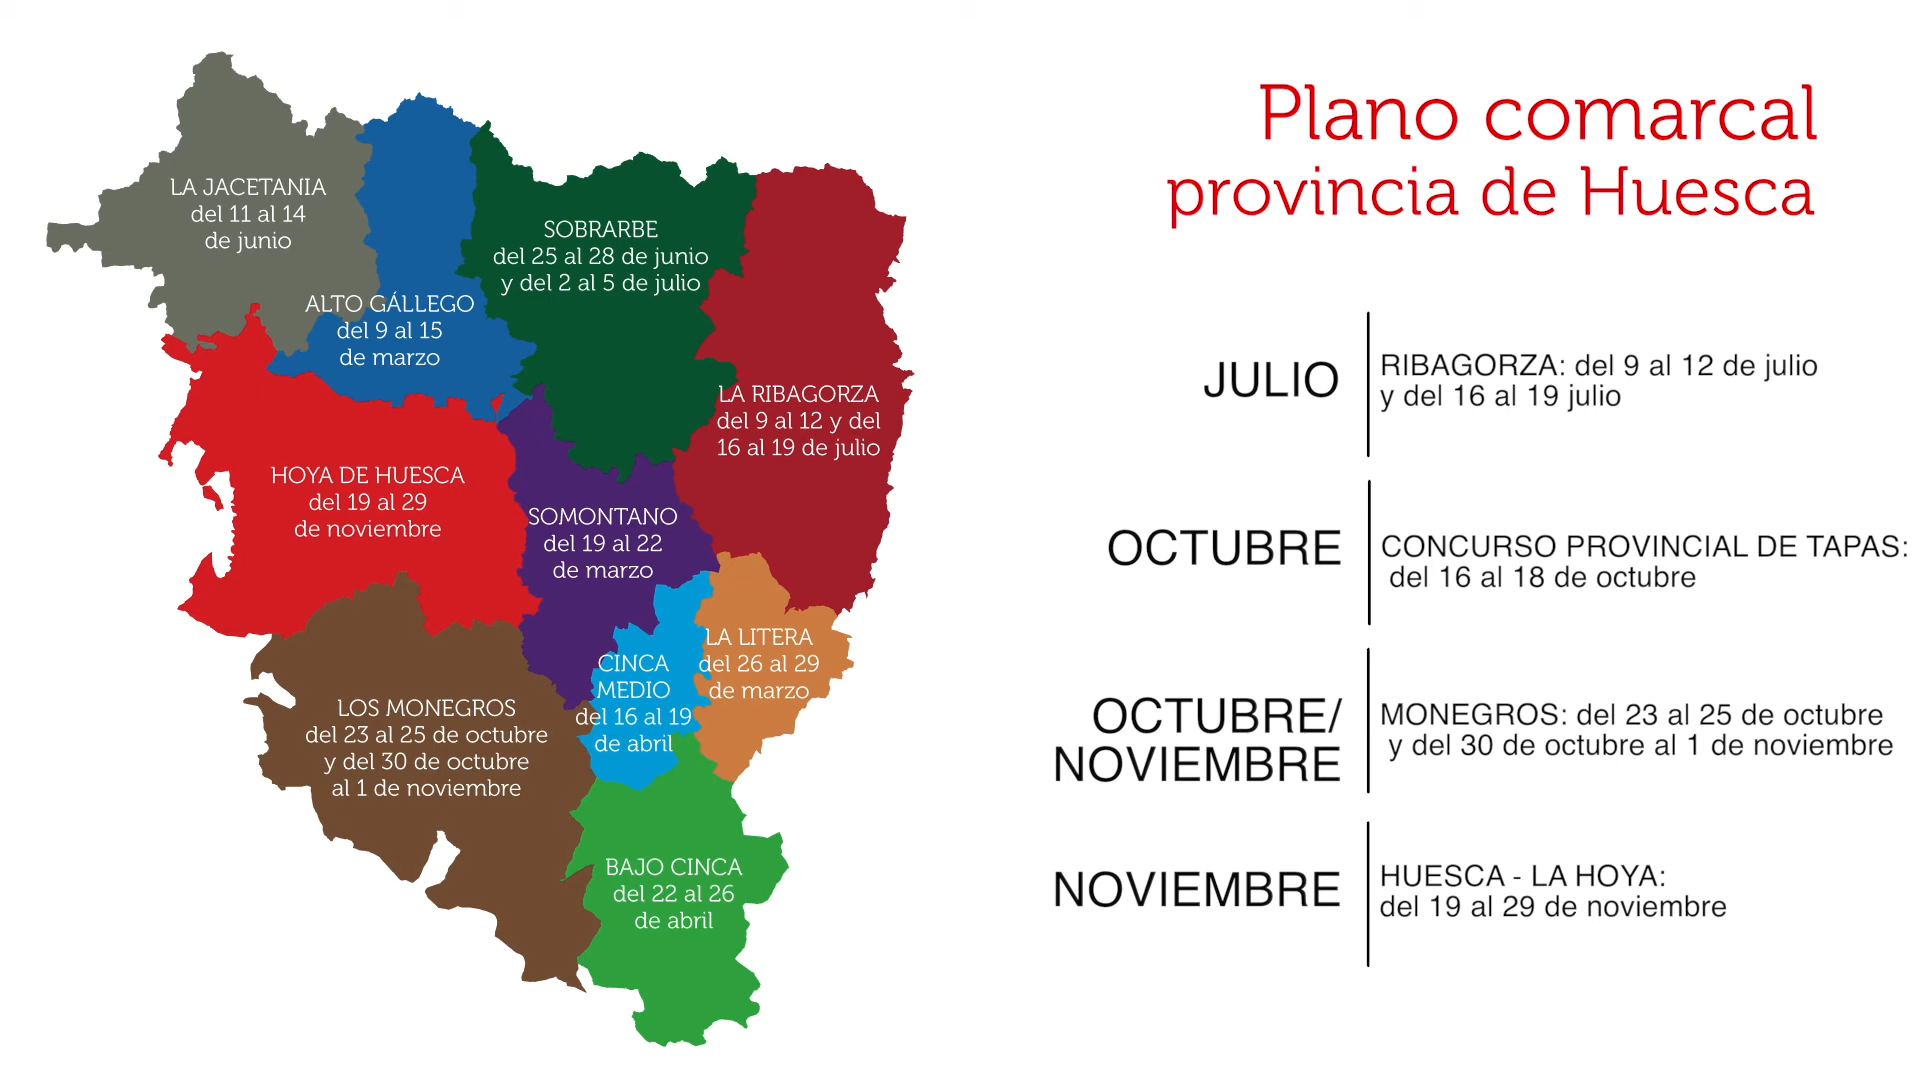 Plano comarcal
provincia de Huesca
LA JACETANIA
del 11 al 14
de junio
ALTO GÁLLEGO
del 9 al 15
de marzo
SOBRARBE
del 25 al 28 de junio
y del 2 al 5 de julio
LA RIBAGORZA
del 9 al 12 y del
16 al 19 de julio
HOYA DE HUESCA
del 19 al 29
de noviembre
SOMONTANO
del 19 al 22
de marzo
LA LITERA
del 26 al 29
de marzo
CINCA
MEDIO
del 16 al 19
de abril
LOS MONEGROS
del 23 al 25 de octubre
y del 30 de octubre
al 1 de noviembre
BAJO CINCA
del 22 al 26
de abril
JULIO
RIBAGORZA: del 9 al 12 de julio
y del 16 al 19 julio
OCTUBRE
CONCURSO PROVINCIAL DE TAPAS:
del 16 al 18 de octubre
OCTUBRE/
NOVIEMBRE
MONEGROS: del 23 al 25 de octubre
y del 30 de octubre al 1 de noviembre
NOVIEMBRE
HUESCA - LA HOYA:
del 19 al 29 de noviembre